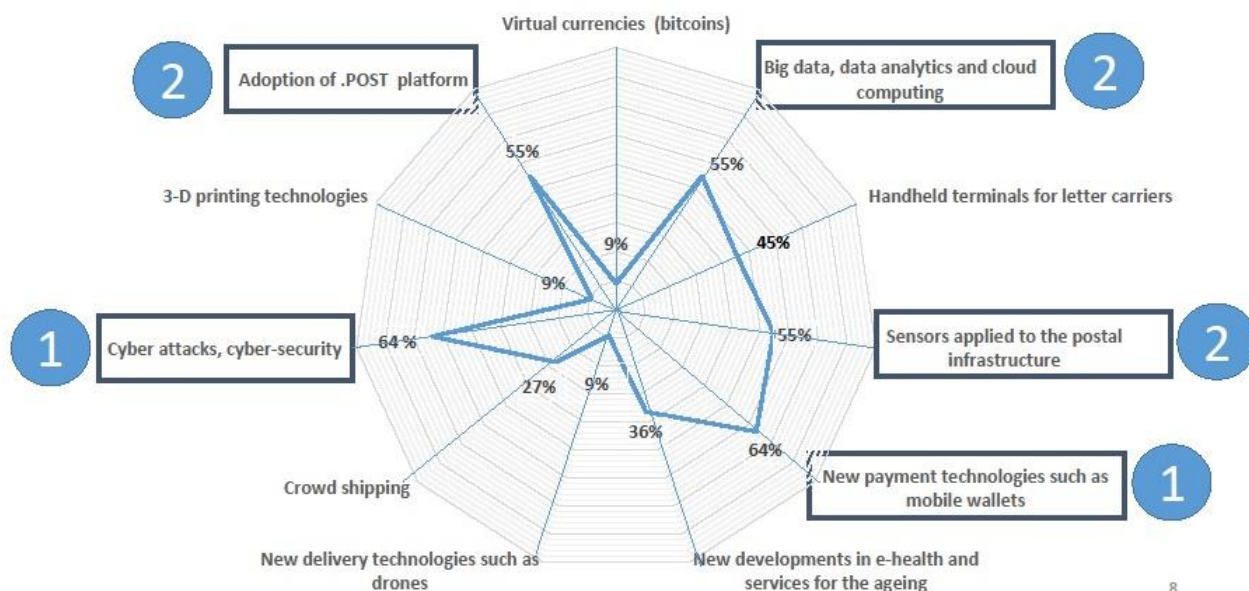 Virtual currencies (bitcoins)
2
Adoption of .POST platform
Big data, data analytics and cloud
computing
2
55%
55%
3-D printing technologies
Handheld terminals for letter carriers
9%
45%
9%
1
Cyber attacks, cyber-security
64 %
55%
Sensors applied to the postal
infrastructure
2
27%
9%
36%
64%
New payment technologies such as
mobile wallets
1
Crowd shipping
New delivery technologies such as
drones
New developments in e-health and
services for the ageing
8